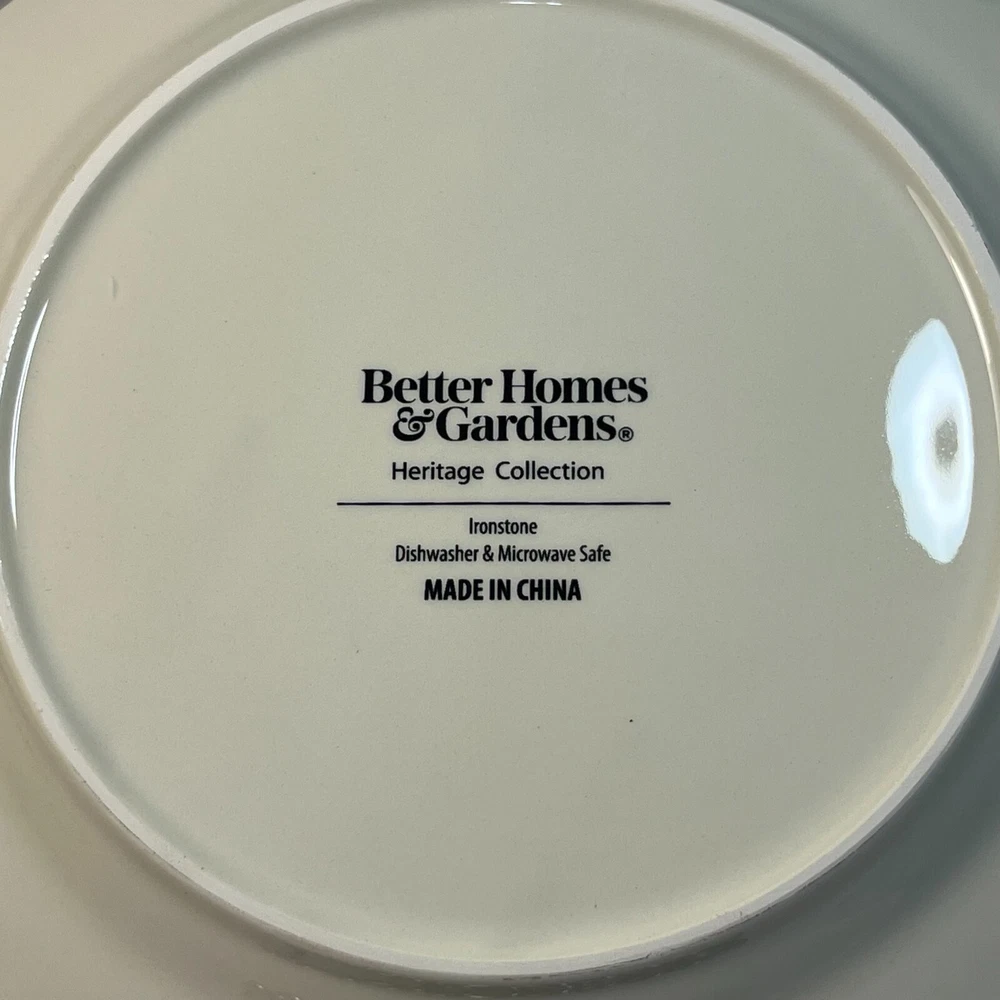 Better Homes
&Gardens®
Heritage Collection
Ironstone
Dishwasher & Microwave Safe
MADE IN CHINA